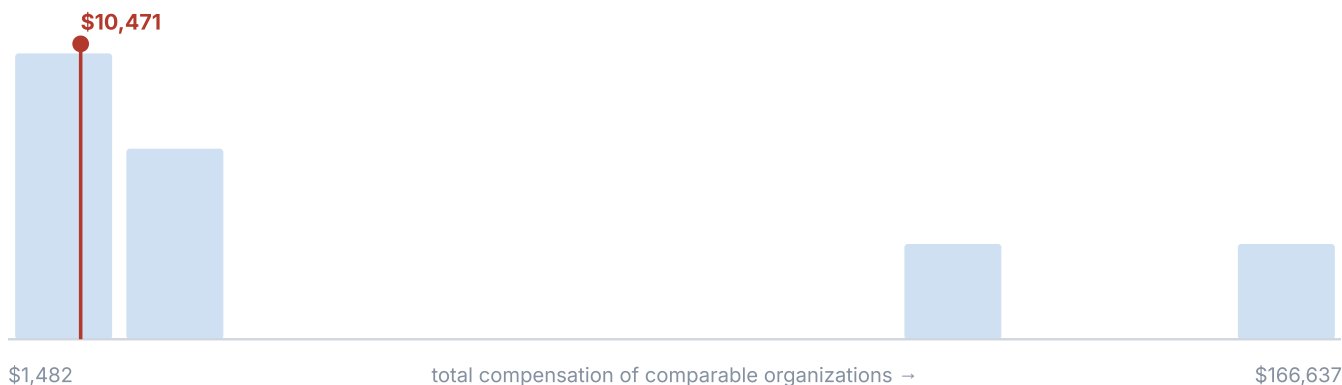 $10,471
$1,482
total compensation of comparable organizations →
$166,637